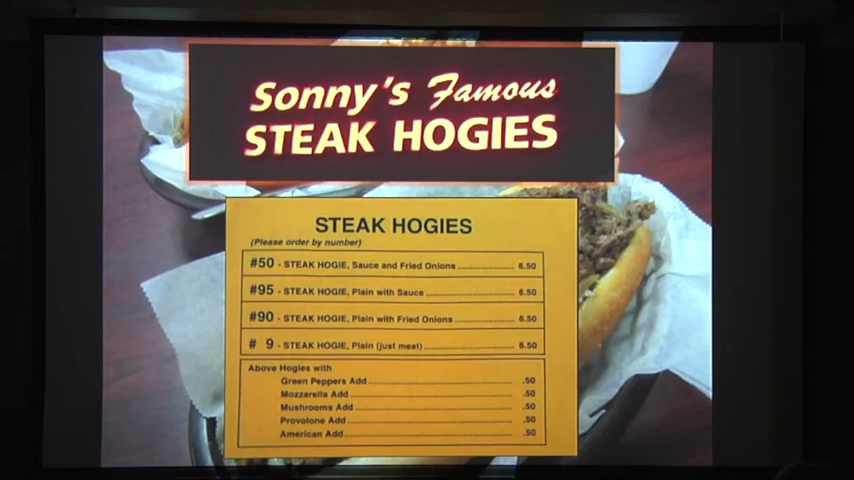 Sonny's Famous
STEAK HOGIES
STEAK HOGIES
(Please order by number)
#50 - STEAK HOGIE, Sauce and Fried Onions 6.50
#95 - STEAK HOGIE, Plain with Sauce 6.50
#90 - STEAK HOGIE, Plain with Fried Onions 6.50
# 9 - STEAK HOGIE, Plain (just meat) 6.50
Above Hogies with
Green Peppers Add .50
Mozzarella Add .50
Mushrooms Add .50
Provolone Add .50
American Add .50